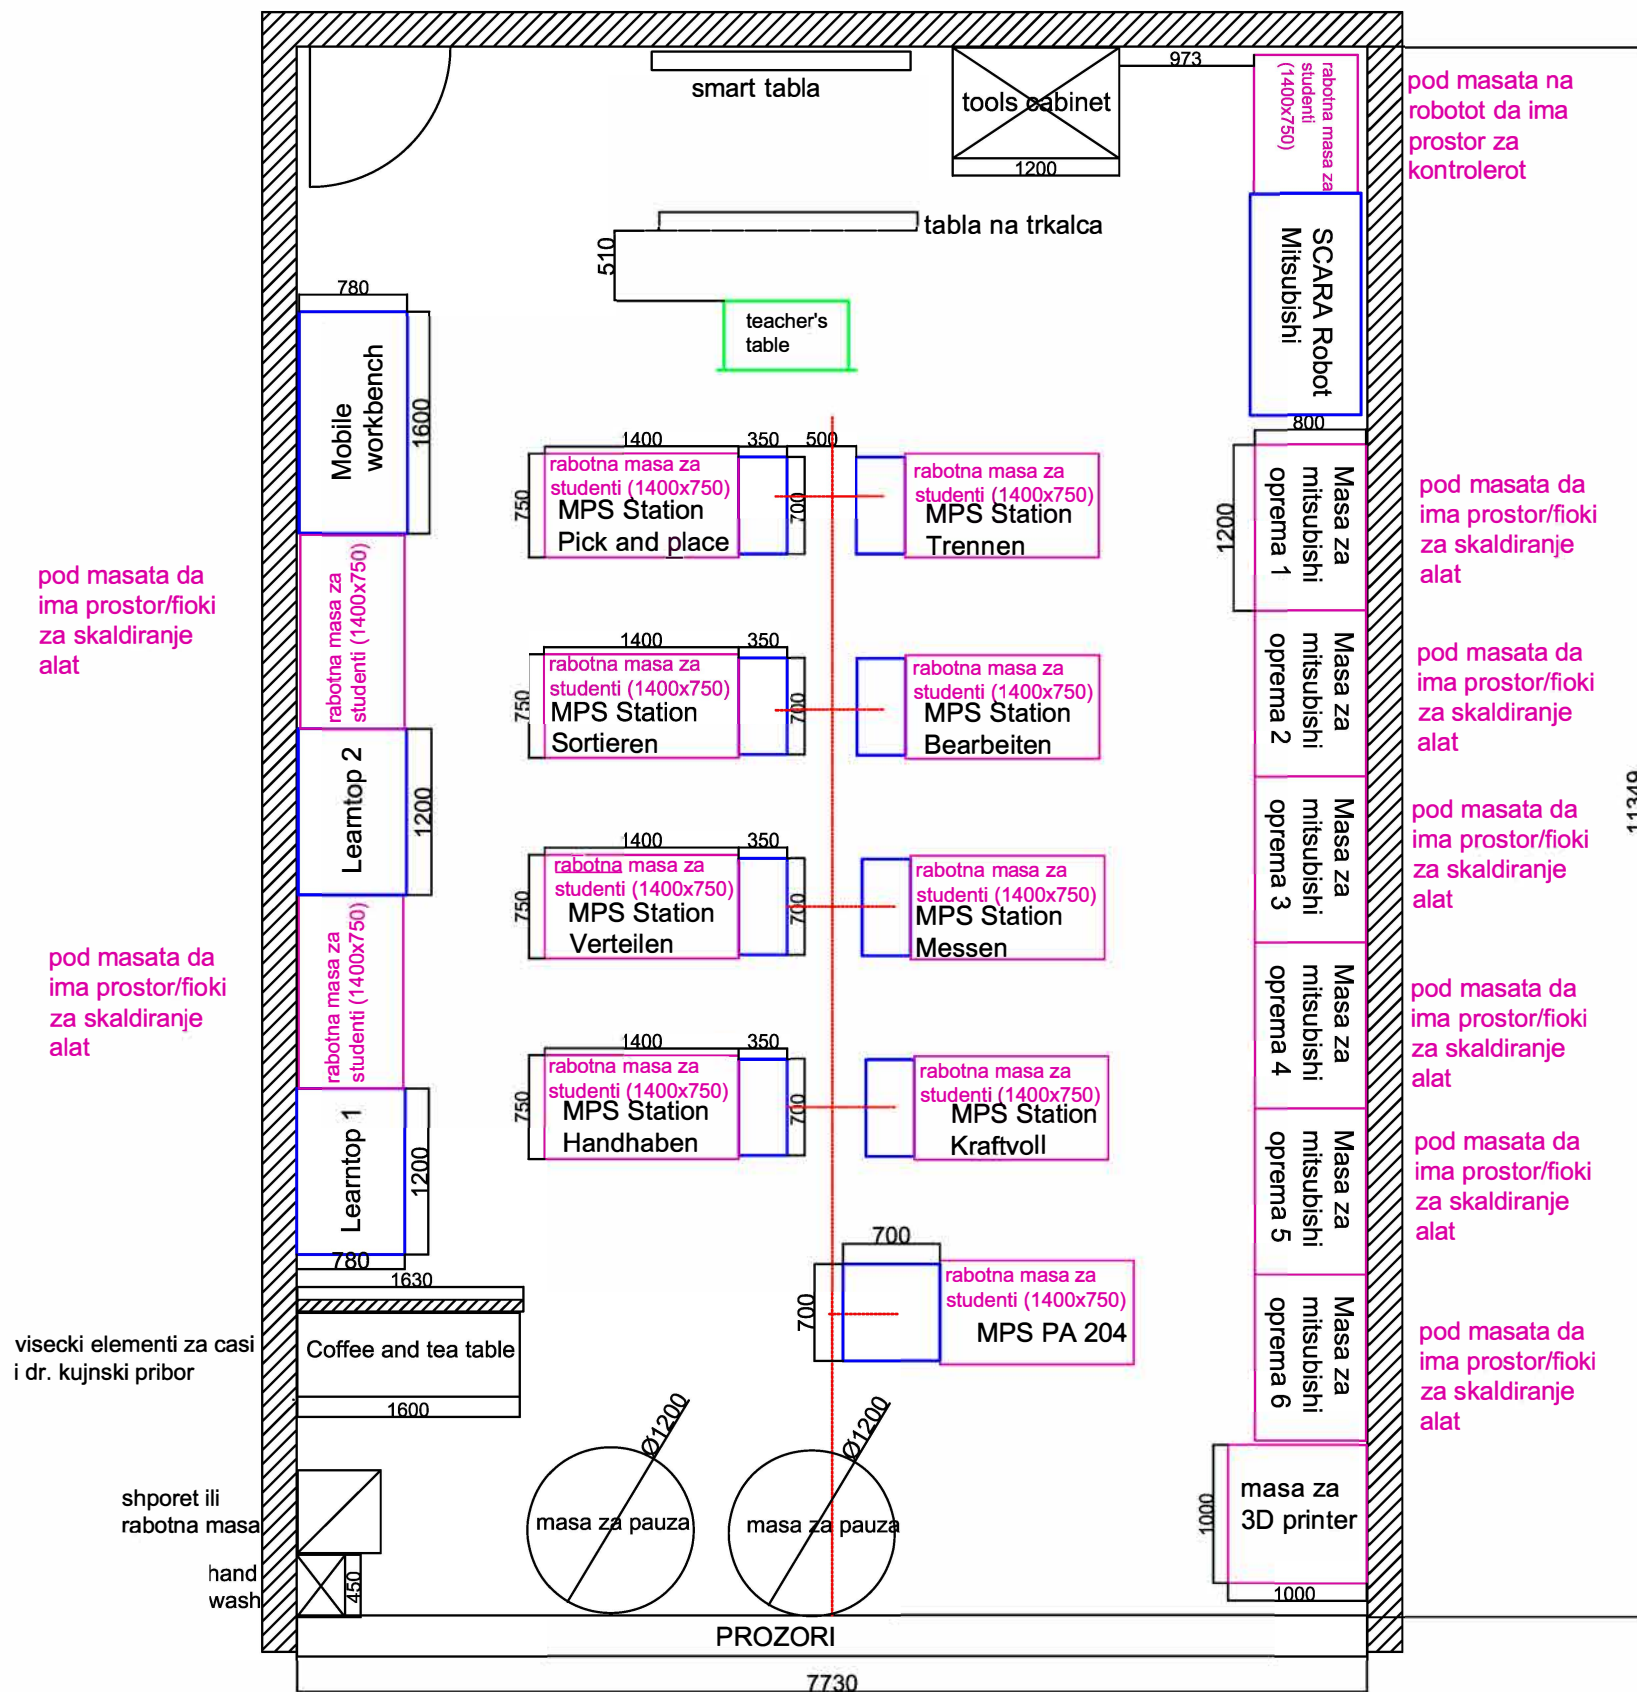 smart tabla
tools cabinet
973
1200
rabotna masa za
studenti
(1400x750)
pod masata na
robotot da ima
prostor za
kontrolerot
tabla na trkalca
510
teacher's
table
SCARA Robot
Mitsubishi
780
Mobile
workbench
1600
1400
350
500
750
rabotna masa za
studenti (1400x750)
MPS Station
Pick and place
700
rabotna masa za
studenti (1400x750)
MPS Station
Trennen
800
1200
Masa za
mitsubishi
oprema 1
pod masata da
ima prostor/fioki
za skaldiranje
alat
pod masata da
ima prostor/fioki
za skaldiranje
alat
rabotna masa za
studenti (1400x750)
1400
350
750
rabotna masa za
studenti (1400x750)
MPS Station
Sortieren
700
rabotna masa za
studenti (1400x750)
MPS Station
Bearbeiten
Masa za
mitsubishi
oprema 2
pod masata da
ima prostor/fioki
za skaldiranje
alat
Learntop 2
1200
11349
1400
350
750
rabotna masa za
studenti (1400x750)
MPS Station
Verteilen
700
rabotna masa za
studenti (1400x750)
MPS Station
Messen
Masa za
mitsubishi
oprema 3
pod masata da
ima prostor/fioki
za skaldiranje
alat
pod masata da
ima prostor/fioki
za skaldiranje
alat
rabotna masa za
studenti (1400x750)
Masa za
mitsubishi
oprema 4
pod masata da
ima prostor/fioki
za skaldiranje
alat
1400
350
750
rabotna masa za
studenti (1400x750)
MPS Station
Handhaben
700
rabotna masa za
studenti (1400x750)
MPS Station
Kraftvoll
Learntop 1
1200
780
Masa za
mitsubishi
oprema 5
pod masata da
ima prostor/fioki
za skaldiranje
alat
700
700
rabotna masa za
studenti (1400x750)
MPS PA 204
Masa za
mitsubishi
oprema 6
pod masata da
ima prostor/fioki
za skaldiranje
alat
1630
visecki elementi za casi
i dr. kujnski pribor
Coffee and tea table
1600
Ø1200
masa za pauza
Ø1200
masa za pauza
shporet ili
rabotna masa
hand
wash
450
1000
masa za
3D printer
1000
PROZORI
7730